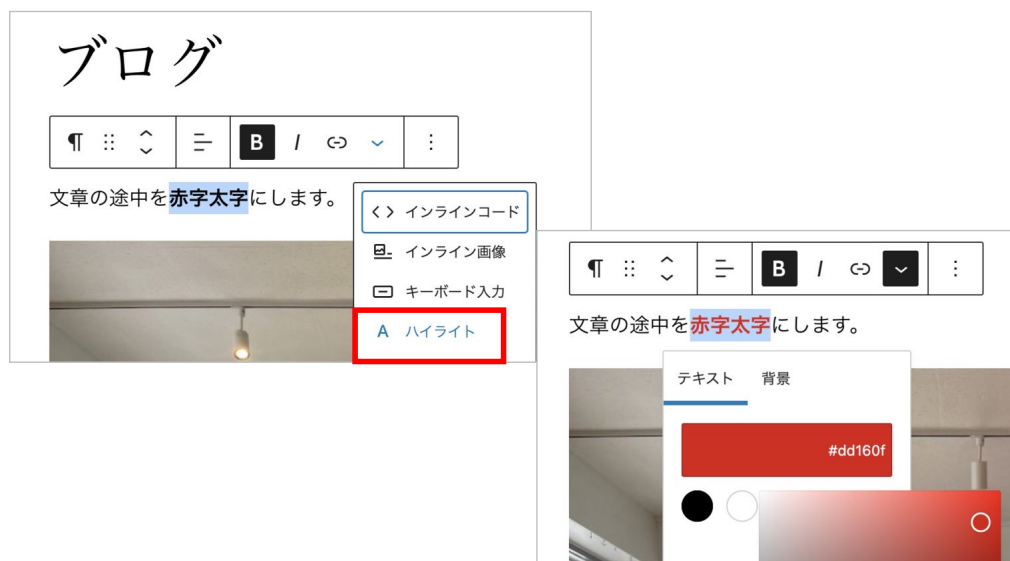 ブログ
B I
文章の途中を赤字太字にします。
インラインコード
インライン画像
キーボード入力
A ハイライト
B I
文章の途中を赤字太字にします。
テキスト 背景
#dd160f